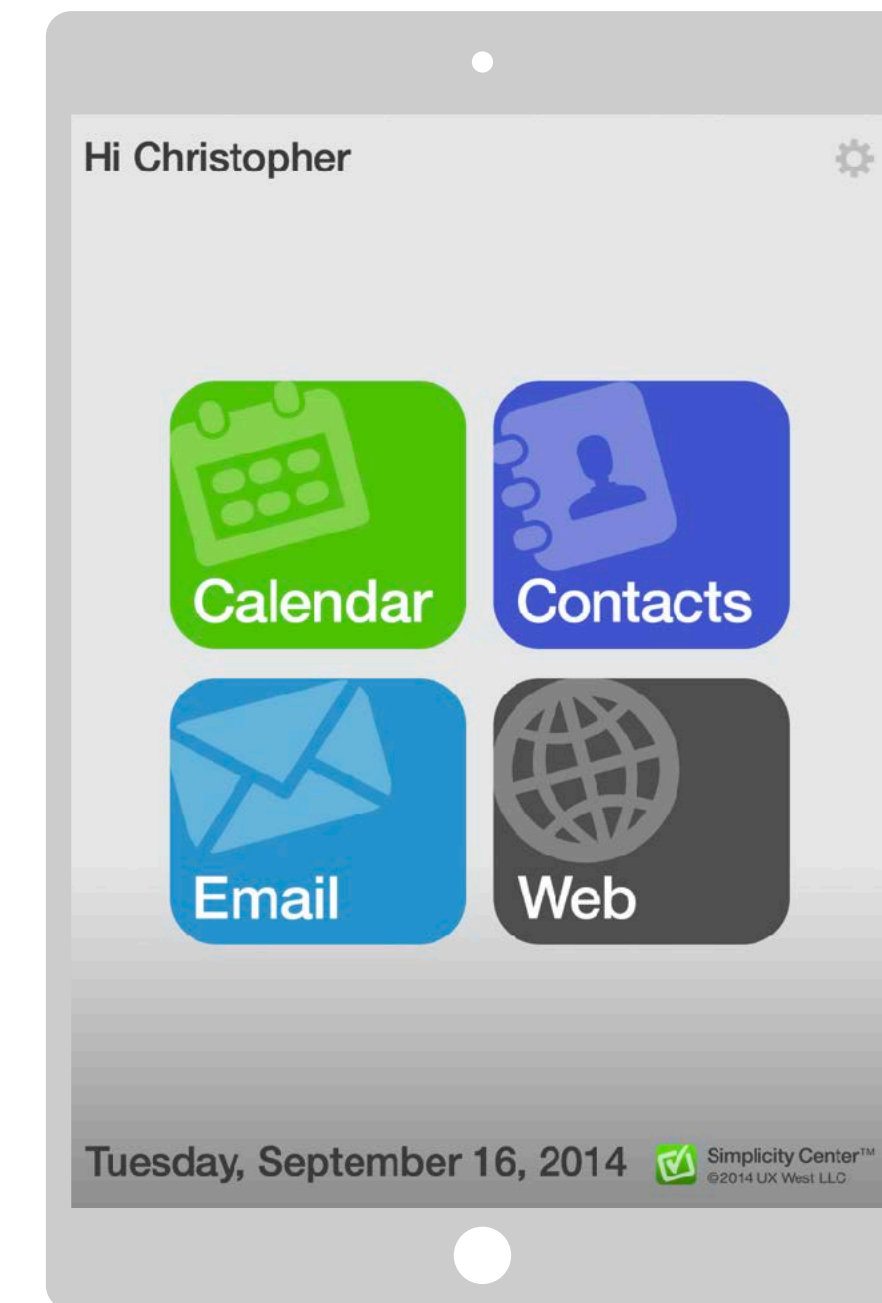 Hi Christopher
Calendar
Contacts
Email
Web
Tuesday, September 16, 2014
Simplicity Center™
©2014 UX West LLC